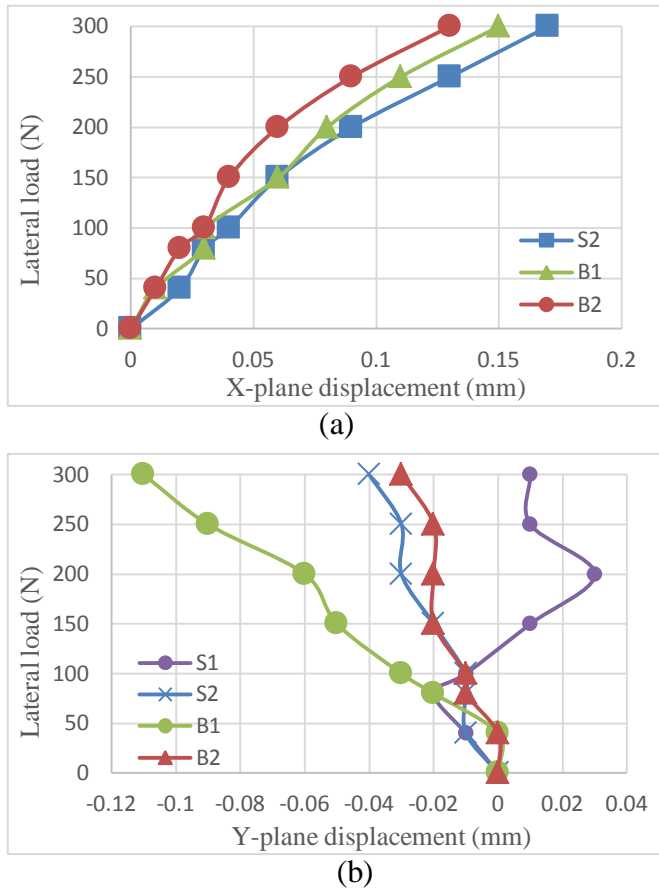 300
250
200
150
100
50
0
Lateral load (N)
S2
B1
B2
0 0.05 0.1 0.15 0.2
X-plane displacement (mm)
(a)
300
250
200
150
100
50
0
Lateral load (N)
S1
S2
B1
B2
-0.12 -0.1 -0.08 -0.06 -0.04 -0.02 0 0.02 0.04
Y-plane displacement (mm)
(b)